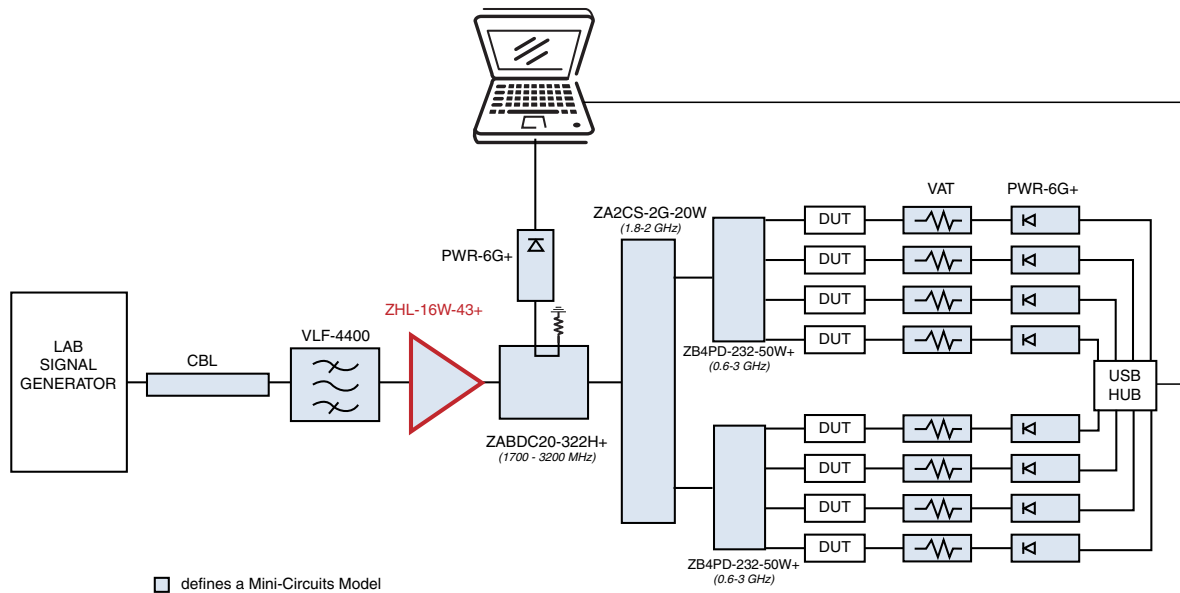 VAT
PWR-6G+
ZA2CS-2G-20W
(1.8-2 GHz)
DUT
PWR-6G+
DUT
ZHL-16W-43+
DUT
VLF-4400
DUT
LAB
SIGNAL
GENERATOR
CBL
ZB4PD-232-50W+
(0.6-3 GHz)
USB
HUB
ZABDC20-322H+
(1700 - 3200 MHz)
DUT
DUT
DUT
DUT
ZB4PD-232-50W+
(0.6-3 GHz)
defines a Mini-Circuits Model